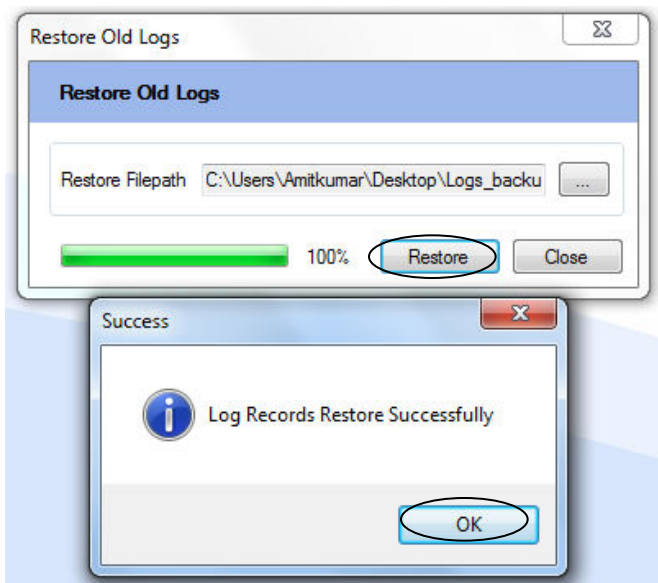 Restore Old Logs
Restore Old Logs
Restore Filepath C:\Users\Amitkumar\Desktop\Logs_backu ...
100% Restore Close
Success
Log Records Restore Successfully
OK